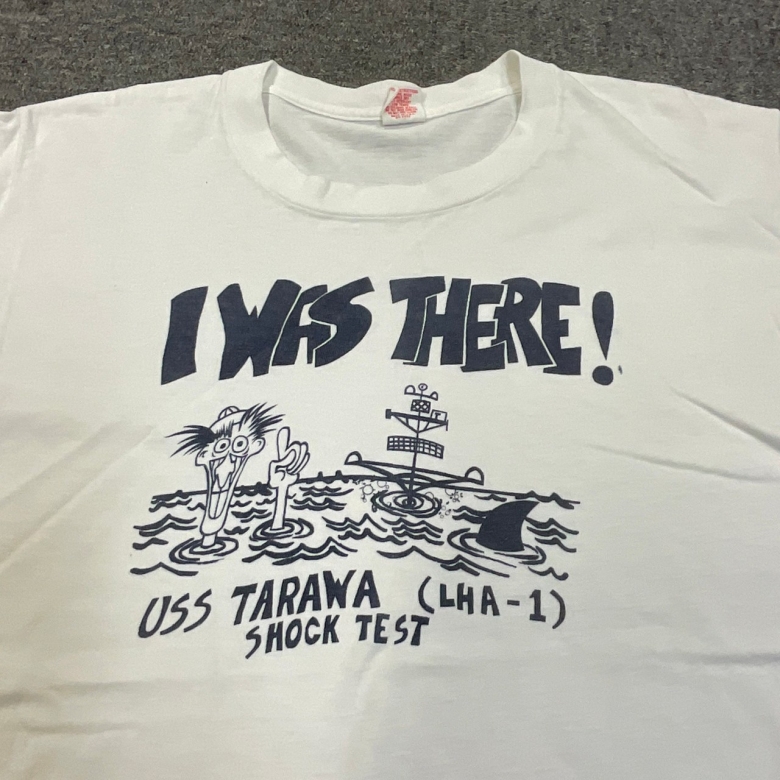 I WAS THERE!
USS TARAWA (LHA-1)
SHOCK TEST